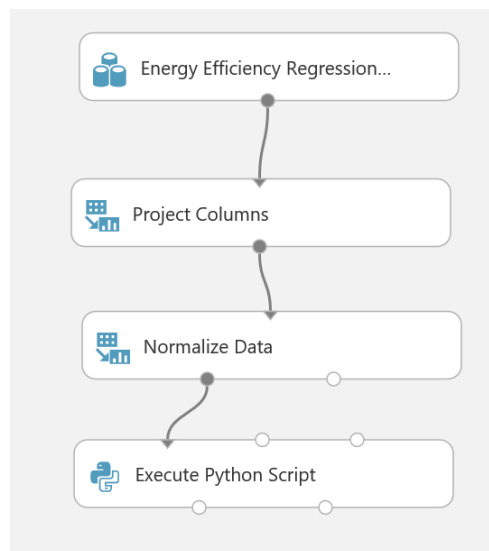 Energy Efficiency Regression...
Project Columns
Normalize Data
Execute Python Script